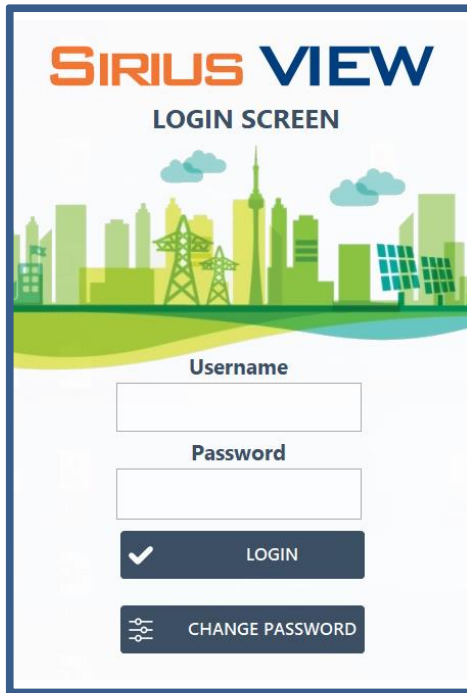 SIRIUS VIEW
LOGIN SCREEN
Username
Password
LOGIN
CHANGE PASSWORD